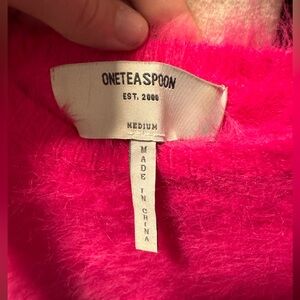 ONETEASPOON
EST. 2000
MEDIUM
MADE IN CHINA